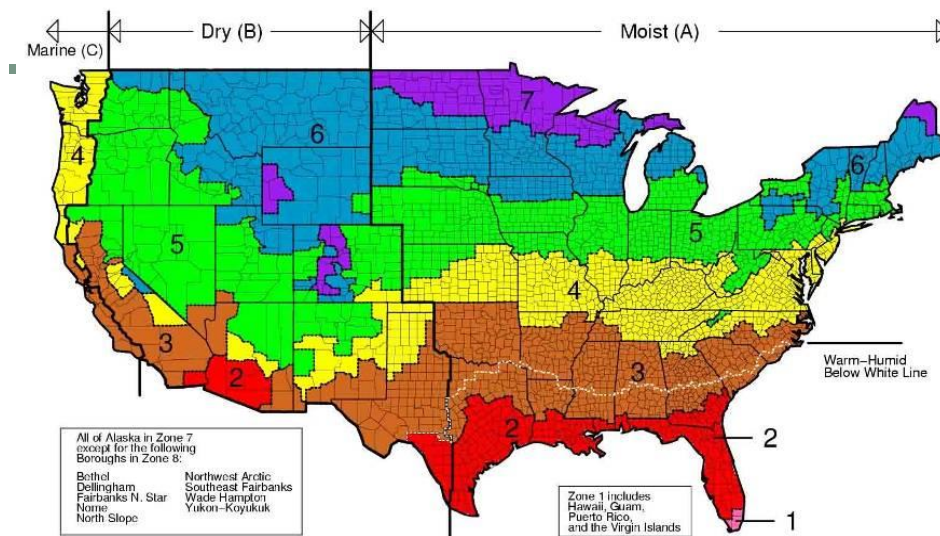 Marine (C)
Dry (B)
Moist (A)
7
6
4
6
5
5
4
3
3
2
2
2
1
Warm-Humid
Below White Line
All of Alaska in Zone 7
except for the following
Boroughs in Zone 8:
Bethel
Dellingham
Fairbanks N. Star
Nome
North Slope
Northwest Arctic
Southeast Fairbanks
Wade Hampton
Yukon-Koyukuk
Zone 1 includes
Hawaii, Guam,
Puerto Rico,
and the Virgin Islands